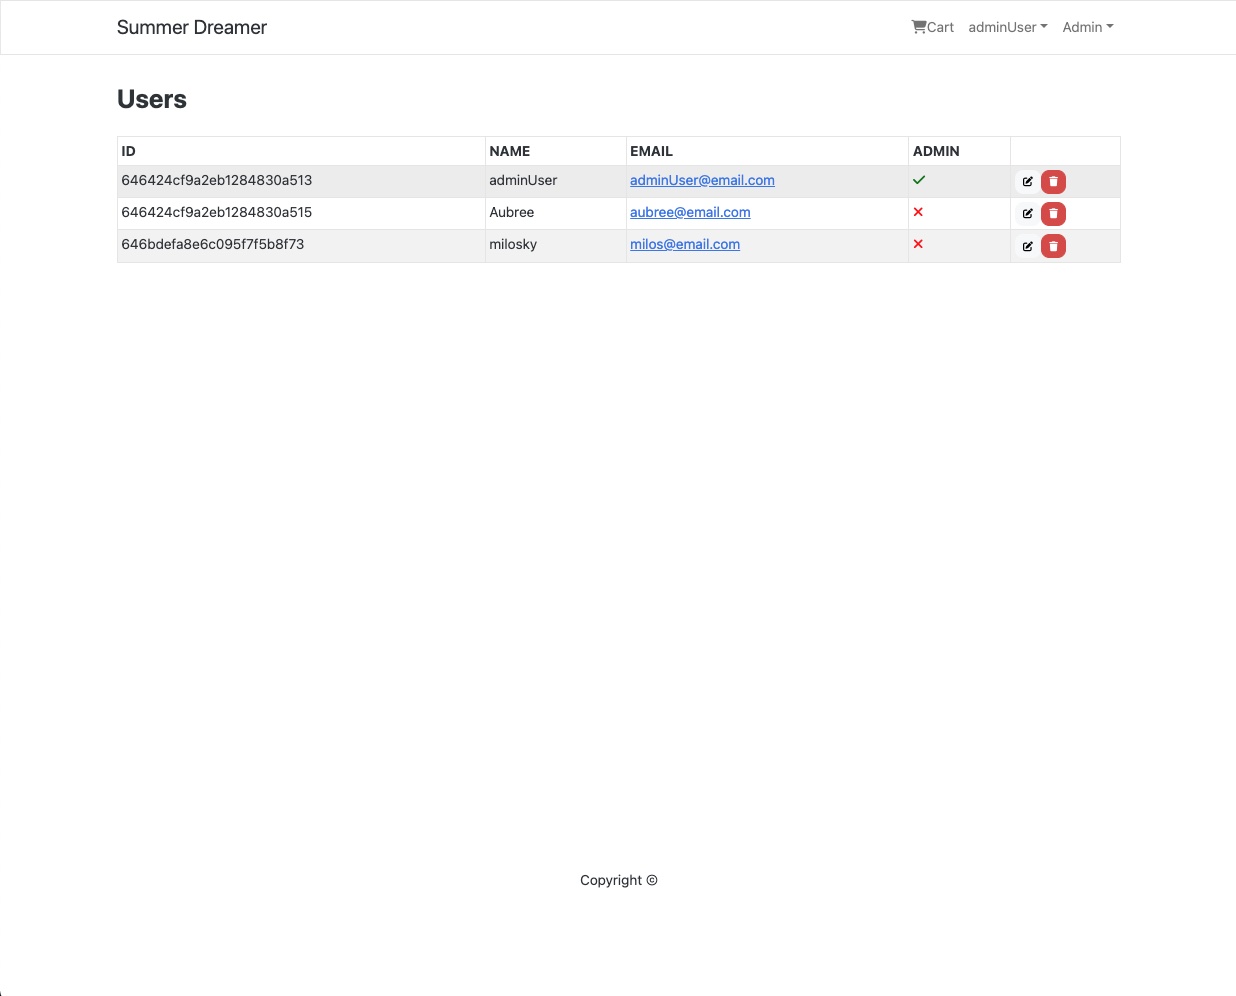 Summer Dreamer Cart adminUser Admin
Users
ID NAME EMAIL ADMIN
646424cf9a2eb1284830a513 adminUser adminUser@email.com
646424cf9a2eb1284830a515 Aubree aubree@email.com
646bdefa8e6c095f7f5b8f73 milosky milos@email.com
Copyright ©